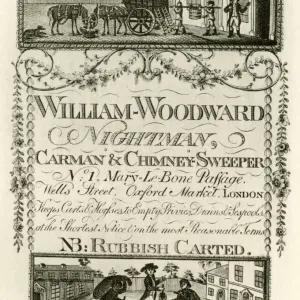 WILLIAM-WOODWARD
NIGHTMAN,
CARMAN & CHIMNEY-SWEEPER
No. 1 Mary-Le-Bone Passage,
Wells Street, Oxford Market, LONDON
Keeps Carts & Horses to Empty Privies, Drains & Cesspools,
at the Shortest Notice & on the most Reasonable Terms
NB: RUBBISH CARTED.